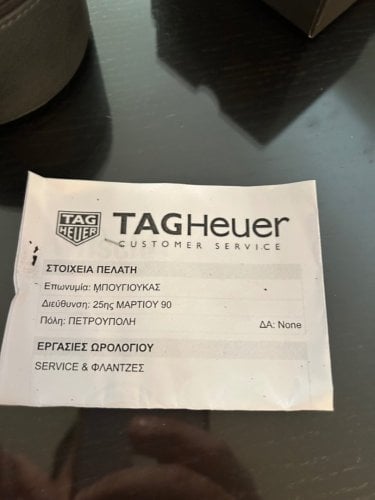 TAG
HEUER
TAGHeuer
CUSTOMER SERVICE
ΣΤΟΙΧΕΙΑ ΠΕΛΑΤΗ
Επωνυμία: ΜΠΟΥΓΙΟΥΚΑΣ
Διεύθυνση: 25ης ΜΑΡΤΙΟΥ 90
Πόλη: ΠΕΤΡΟΥΠΟΛΗ ΔΑ: None
ΕΡΓΑΣΙΕΣ ΩΡΟΛΟΓΙΟΥ
SERVICE & ΦΛΑΝΤΖΕΣ